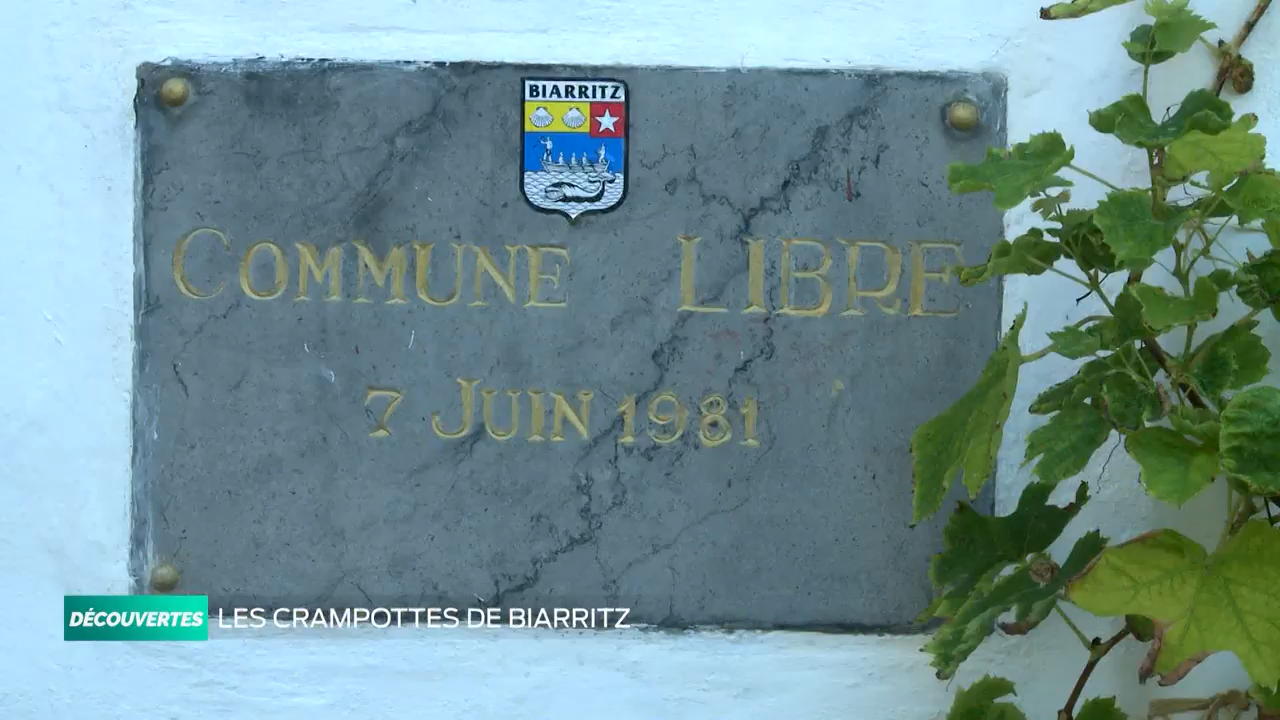 BIARRITZ
COMMUNE LIBRE
7 JUIN 1981
DÉCOUVERTES LES CRAMPOTTES DE BIARRITZ